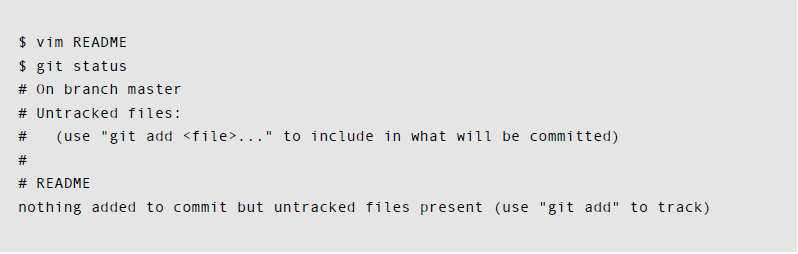 $ vim README
$ git status
# On branch master
# Untracked files:
#   (use "git add <file>..." to include in what will be committed)
#
# README
nothing added to commit but untracked files present (use "git add" to track)